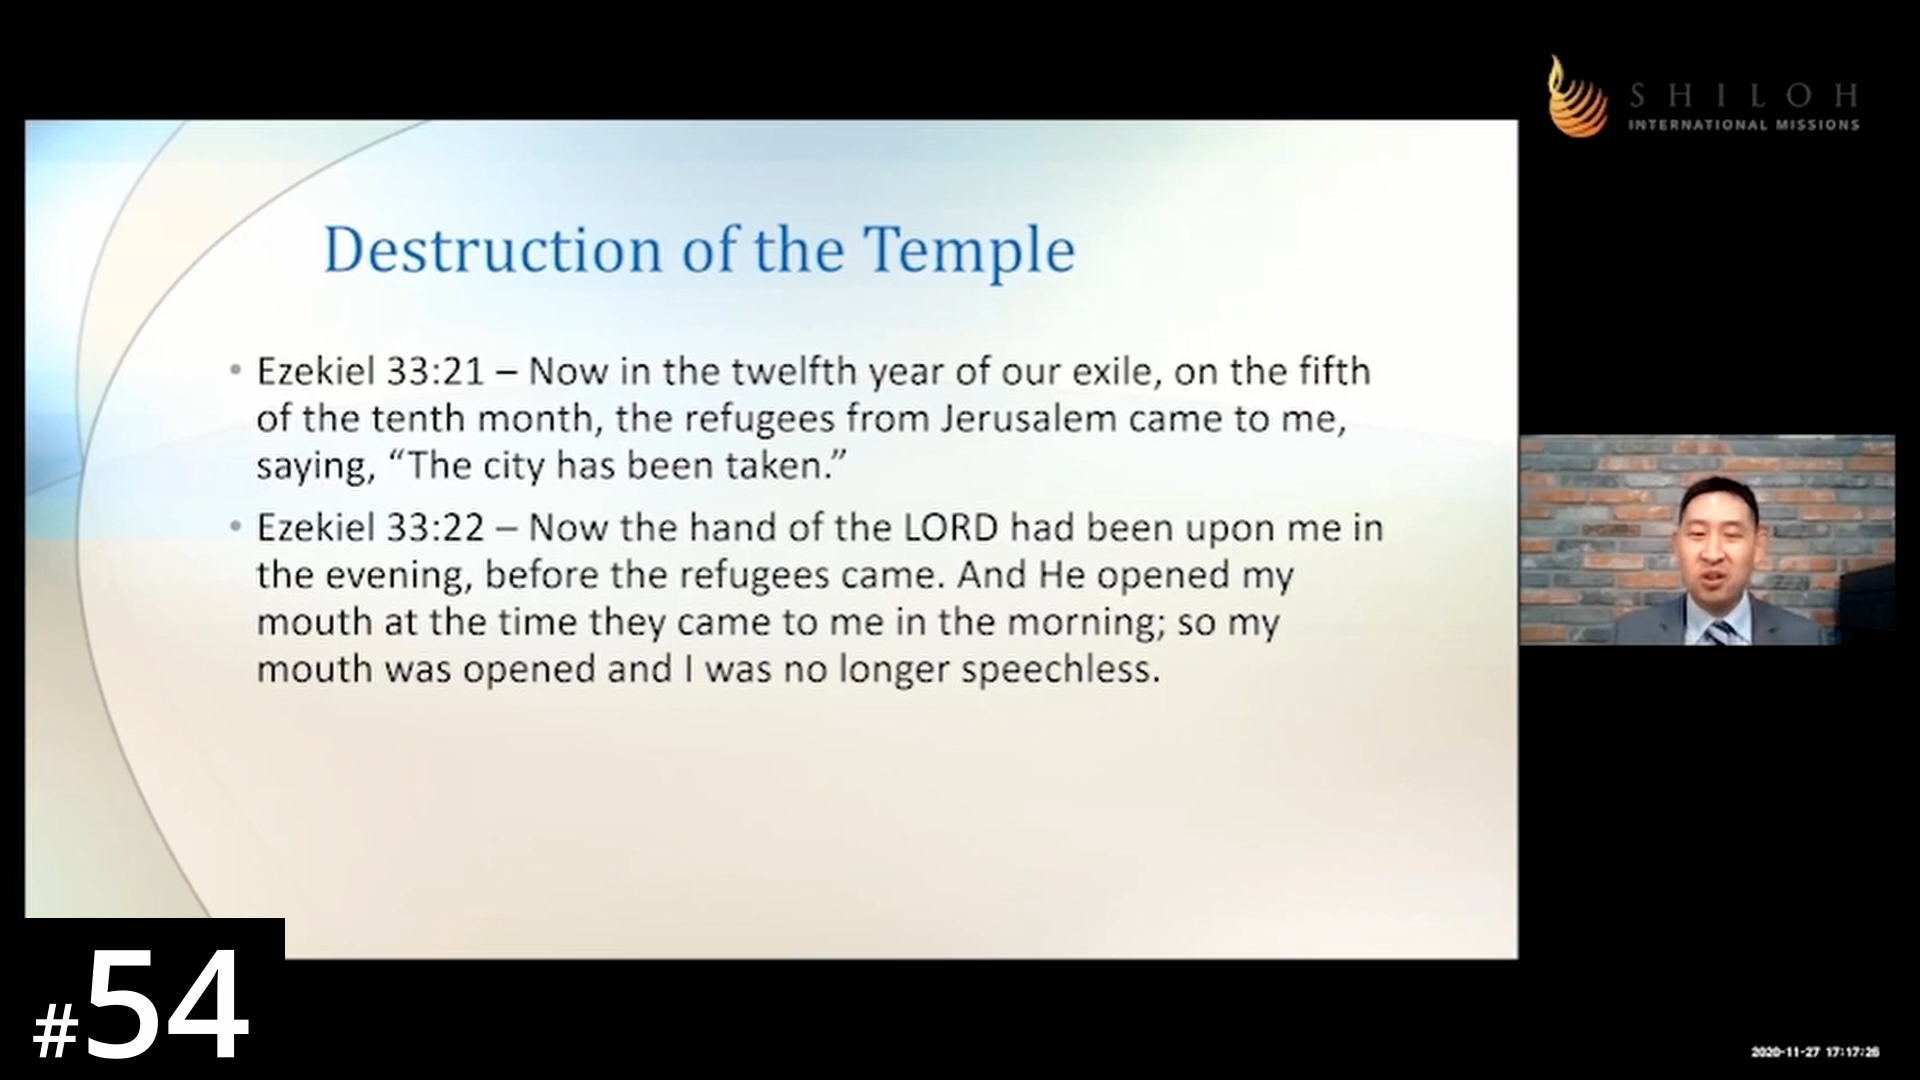 SHILOH
INTERNATIONAL MISSIONS
Destruction of the Temple
• Ezekiel 33:21 – Now in the twelfth year of our exile, on the fifth
of the tenth month, the refugees from Jerusalem came to me,
saying, “The city has been taken.”
• Ezekiel 33:22 – Now the hand of the LORD had been upon me in
the evening, before the refugees came. And He opened my
mouth at the time they came to me in the morning; so my
mouth was opened and I was no longer speechless.
#54
2020-11-27 17:17:26